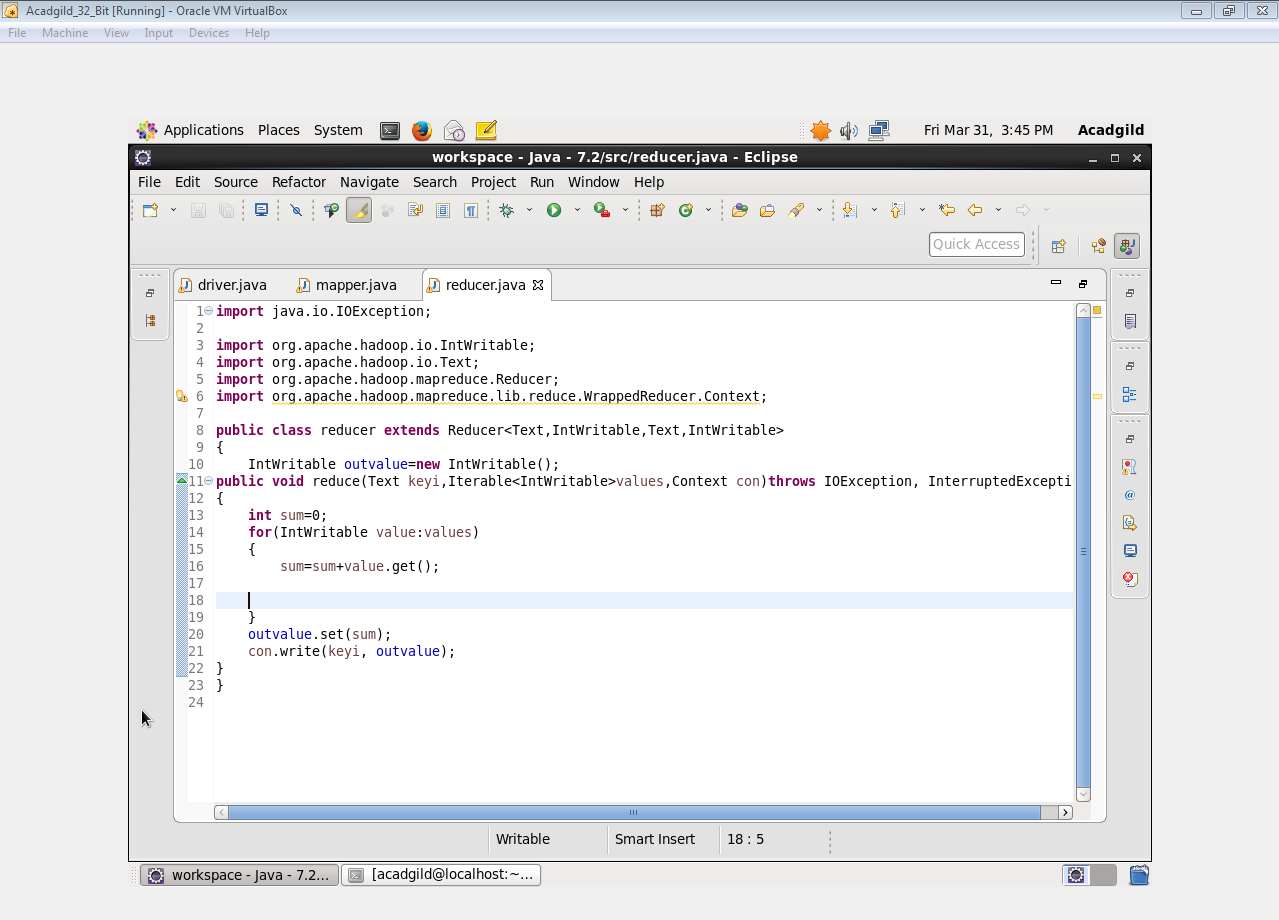 Acadgild_32_Bit [Running] - Oracle VM VirtualBox
File Machine View Input Devices Help
Applications Places System Fri Mar 31, 3:45 PM Acadgild
workspace - Java - 7.2/src/reducer.java - Eclipse
File Edit Source Refactor Navigate Search Project Run Window Help
Quick Access
driver.java mapper.java reducer.java
1 import java.io.IOException;
2
3 import org.apache.hadoop.io.IntWritable;
4 import org.apache.hadoop.io.Text;
5 import org.apache.hadoop.mapreduce.Reducer;
6 import org.apache.hadoop.mapreduce.lib.reduce.WrappedReducer.Context;
7
8 public class reducer extends Reducer<Text,IntWritable,Text,IntWritable>
9 {
10     IntWritable outvalue=new IntWritable();
11 public void reduce(Text keyi,Iterable<IntWritable>values,Context con)throws IOException, InterruptedExcepti
12 {
13     int sum=0;
14     for(IntWritable value:values)
15     {
16         sum=sum+value.get();
17
18
19     }
20     outvalue.set(sum);
21     con.write(keyi, outvalue);
22 }
23 }
24
Writable Smart Insert 18 : 5
workspace - Java - 7.2... [acadgild@localhost:~...